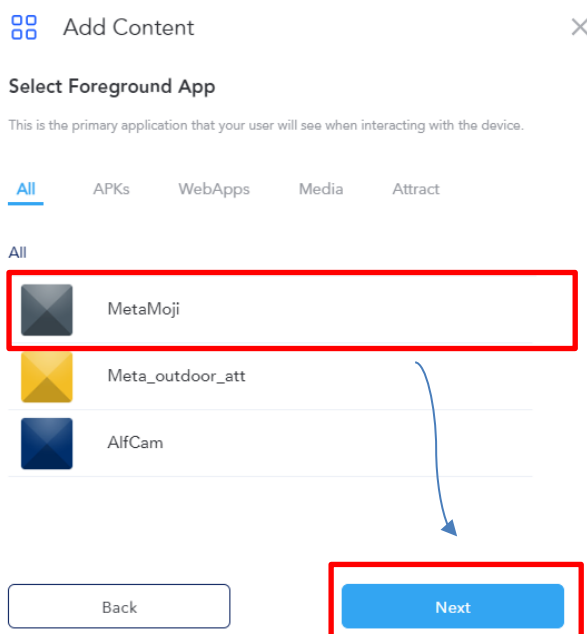 Add Content
Select Foreground App
This is the primary application that your user will see when interacting with the device.
All APKs WebApps Media Attract
All
MetaMoji
Meta_outdoor_att
AlfCam
Back Next